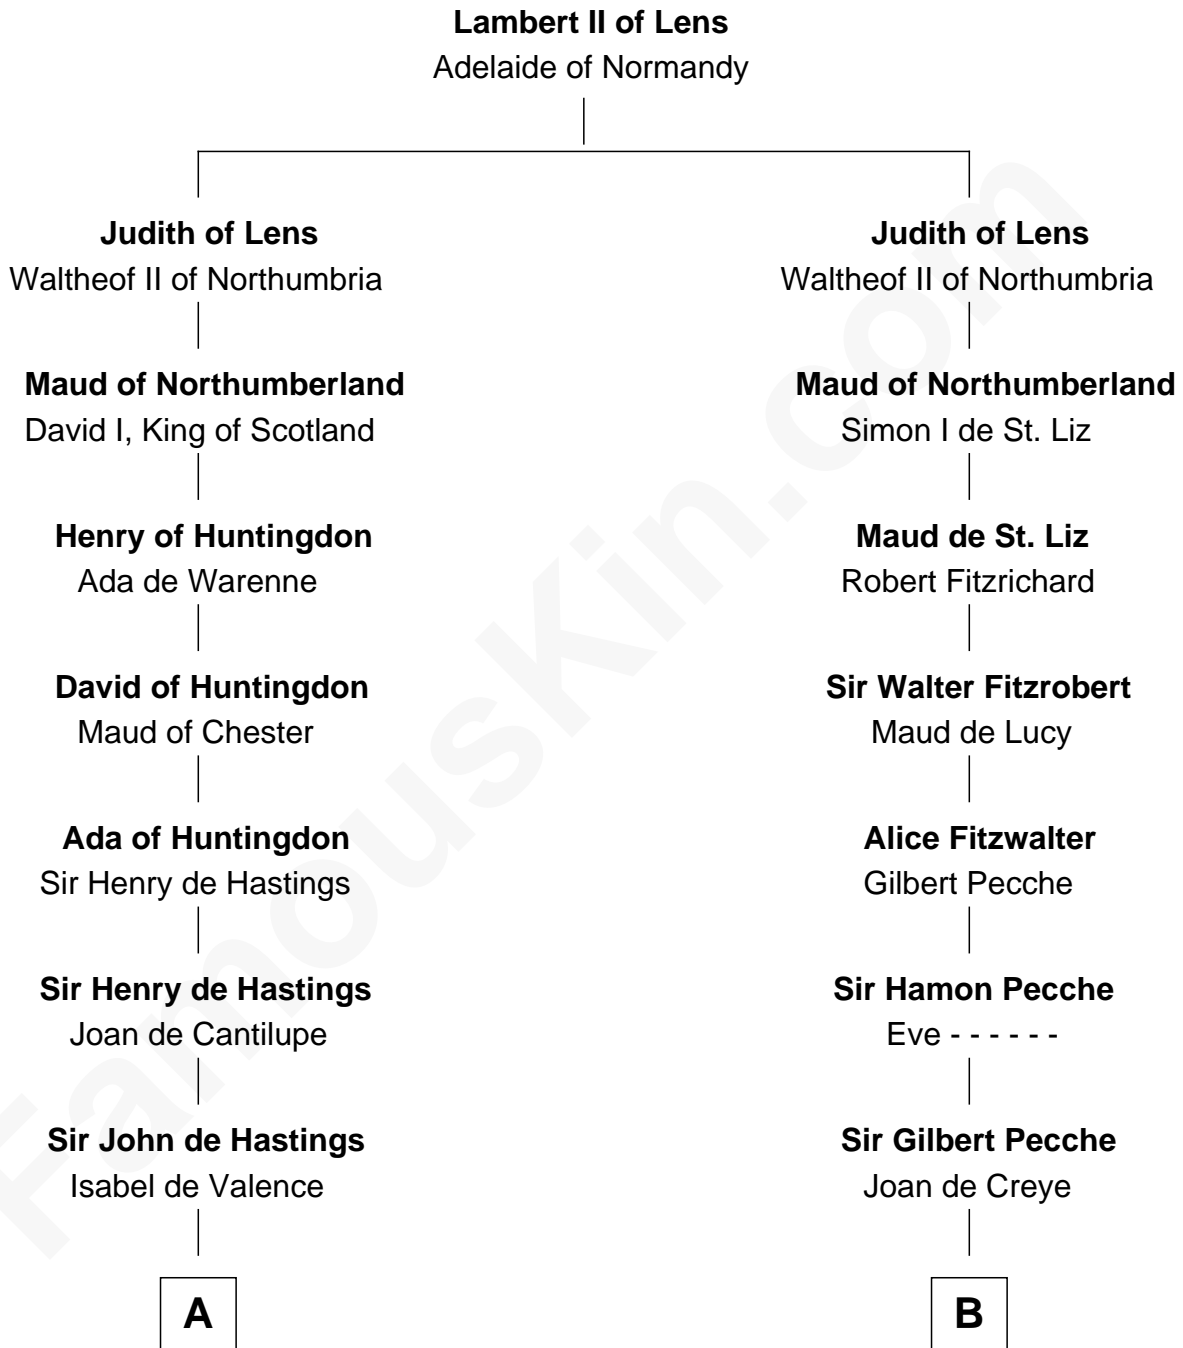 Lambert II of Lens
Adelaide of Normandy
Judith of Lens
Waltheof II of Northumbria
Maud of Northumberland
David I, King of Scotland
Henry of Huntingdon
Ada de Warenne
David of Huntingdon
Maud of Chester
Ada of Huntingdon
Sir Henry de Hastings
Sir Henry de Hastings
Joan de Cantilupe
Sir John de Hastings
Isabel de Valence
A
Judith of Lens
Waltheof II of Northumbria
Maud of Northumberland
Simon I de St. Liz
Maud de St. Liz
Robert Fitzrichard
Sir Walter Fitzrobert
Maud de Lucy
Alice Fitzwalter
Gilbert Pecche
Sir Hamon Pecche
Eve - - - - - -
Sir Gilbert Pecche
Joan de Creye
B
FamousKin.com